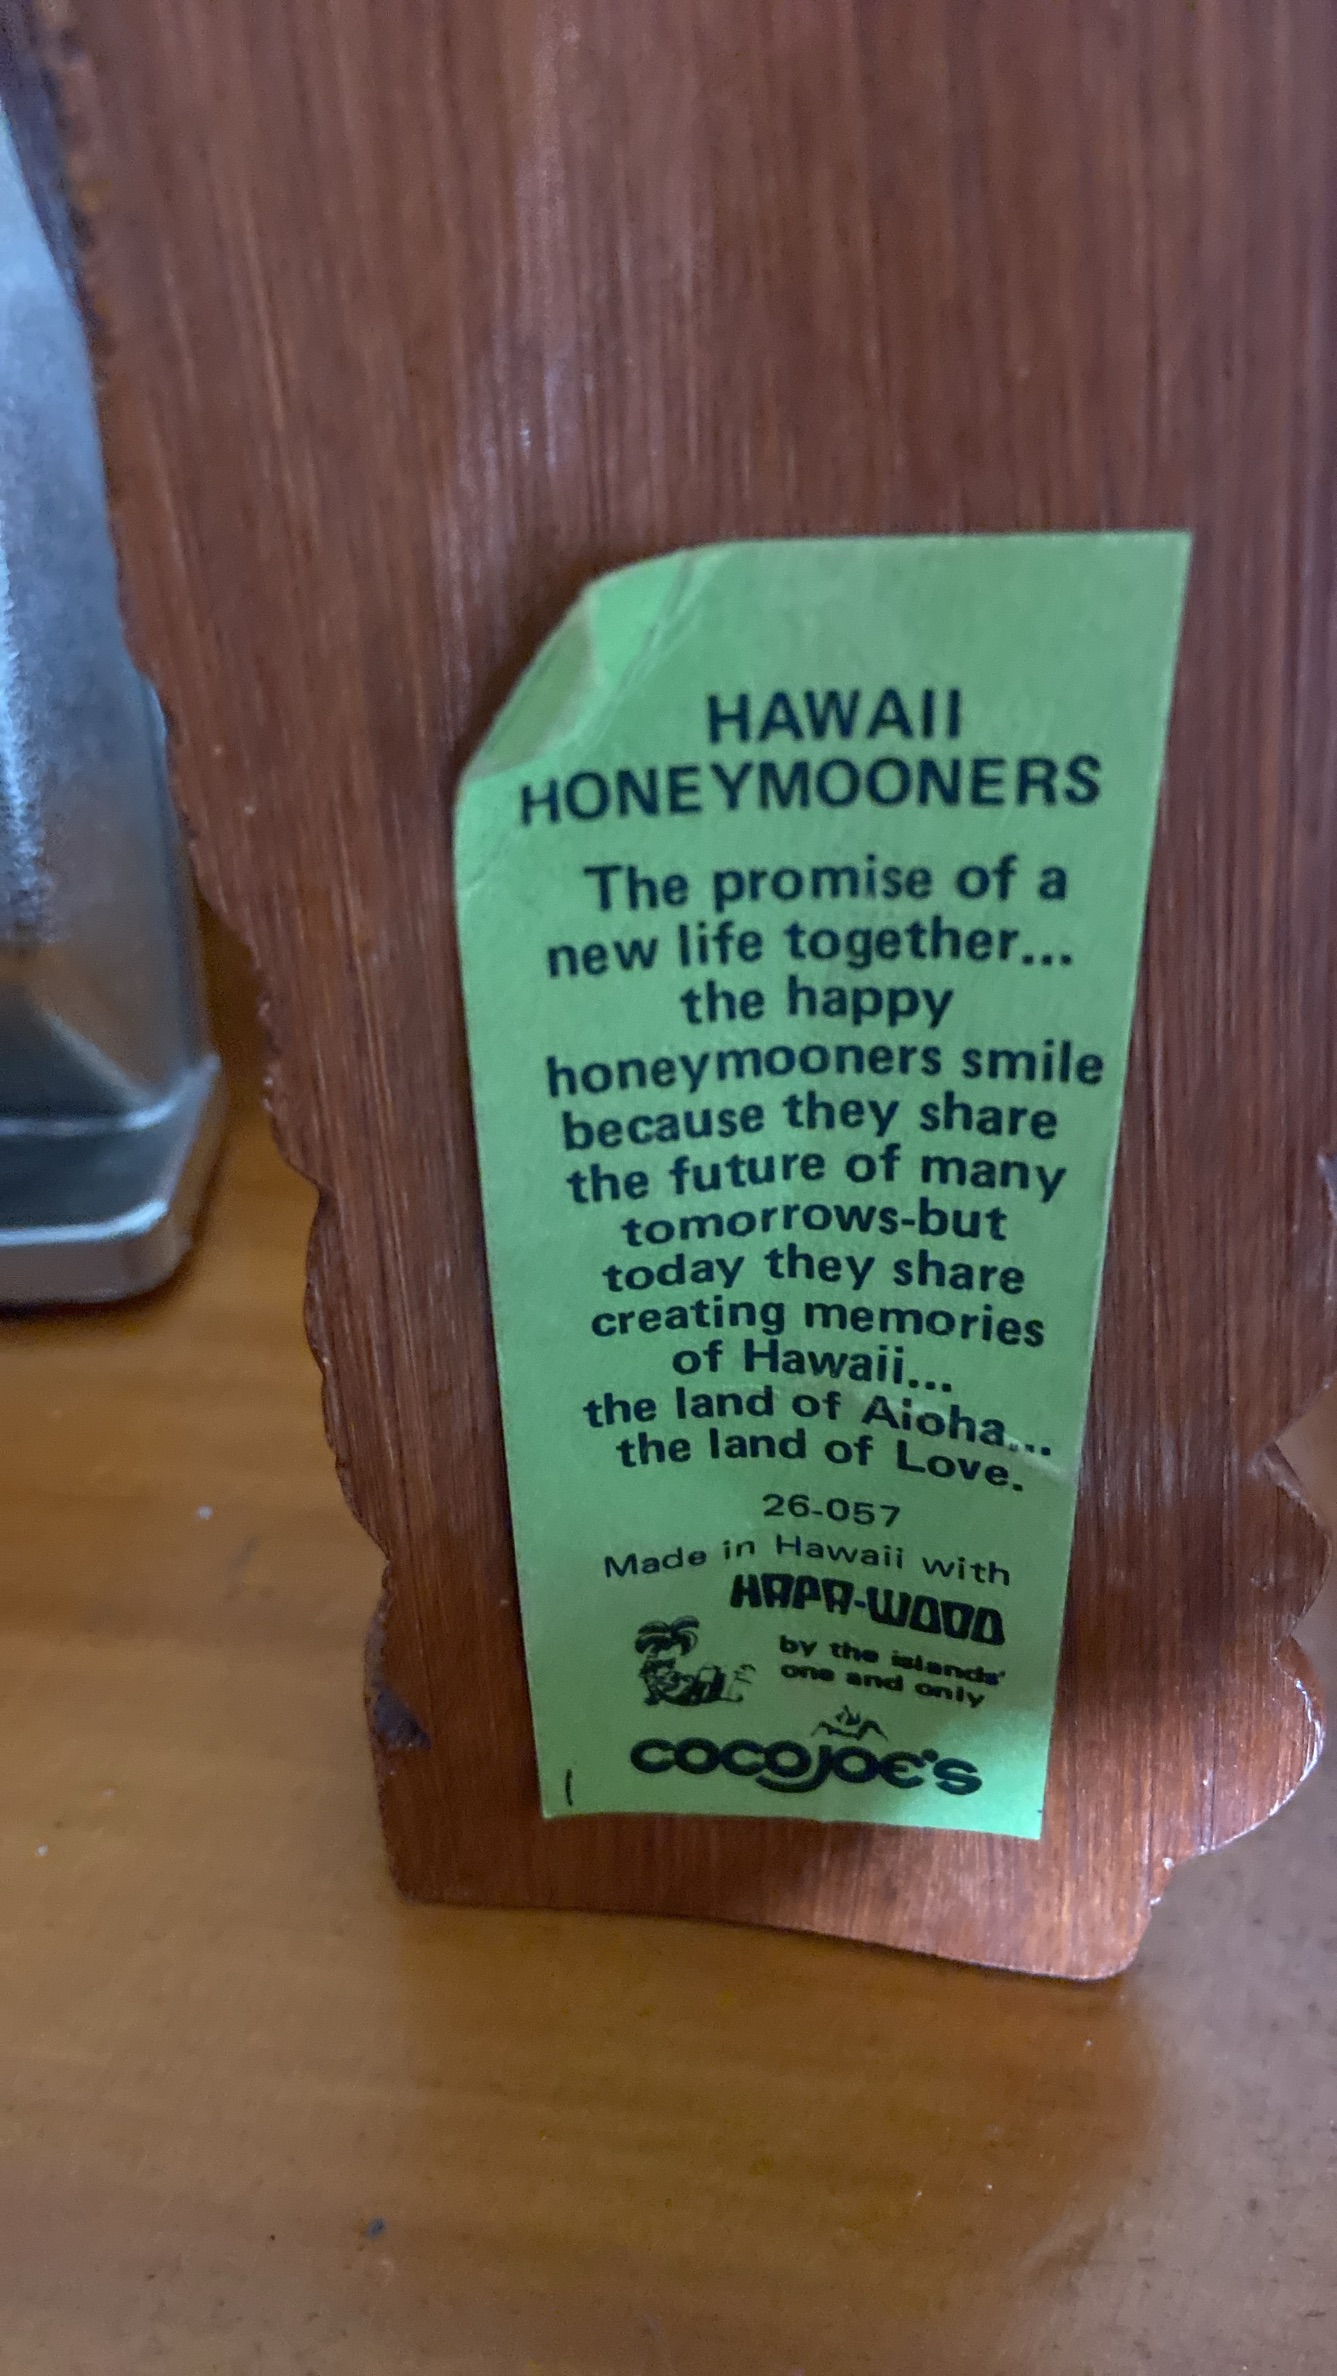 HAWAII
HONEYMOONERS
The promise of a
new life together...
the happy
honeymooners smile
because they share
the future of many
tomorrows-but
today they share
creating memories
of Hawaii...
the land of Aioha...
the land of Love.
26-057
Made in Hawaii with
HAPA-WOOD
by the islands'
one and only
COCOJOE'S